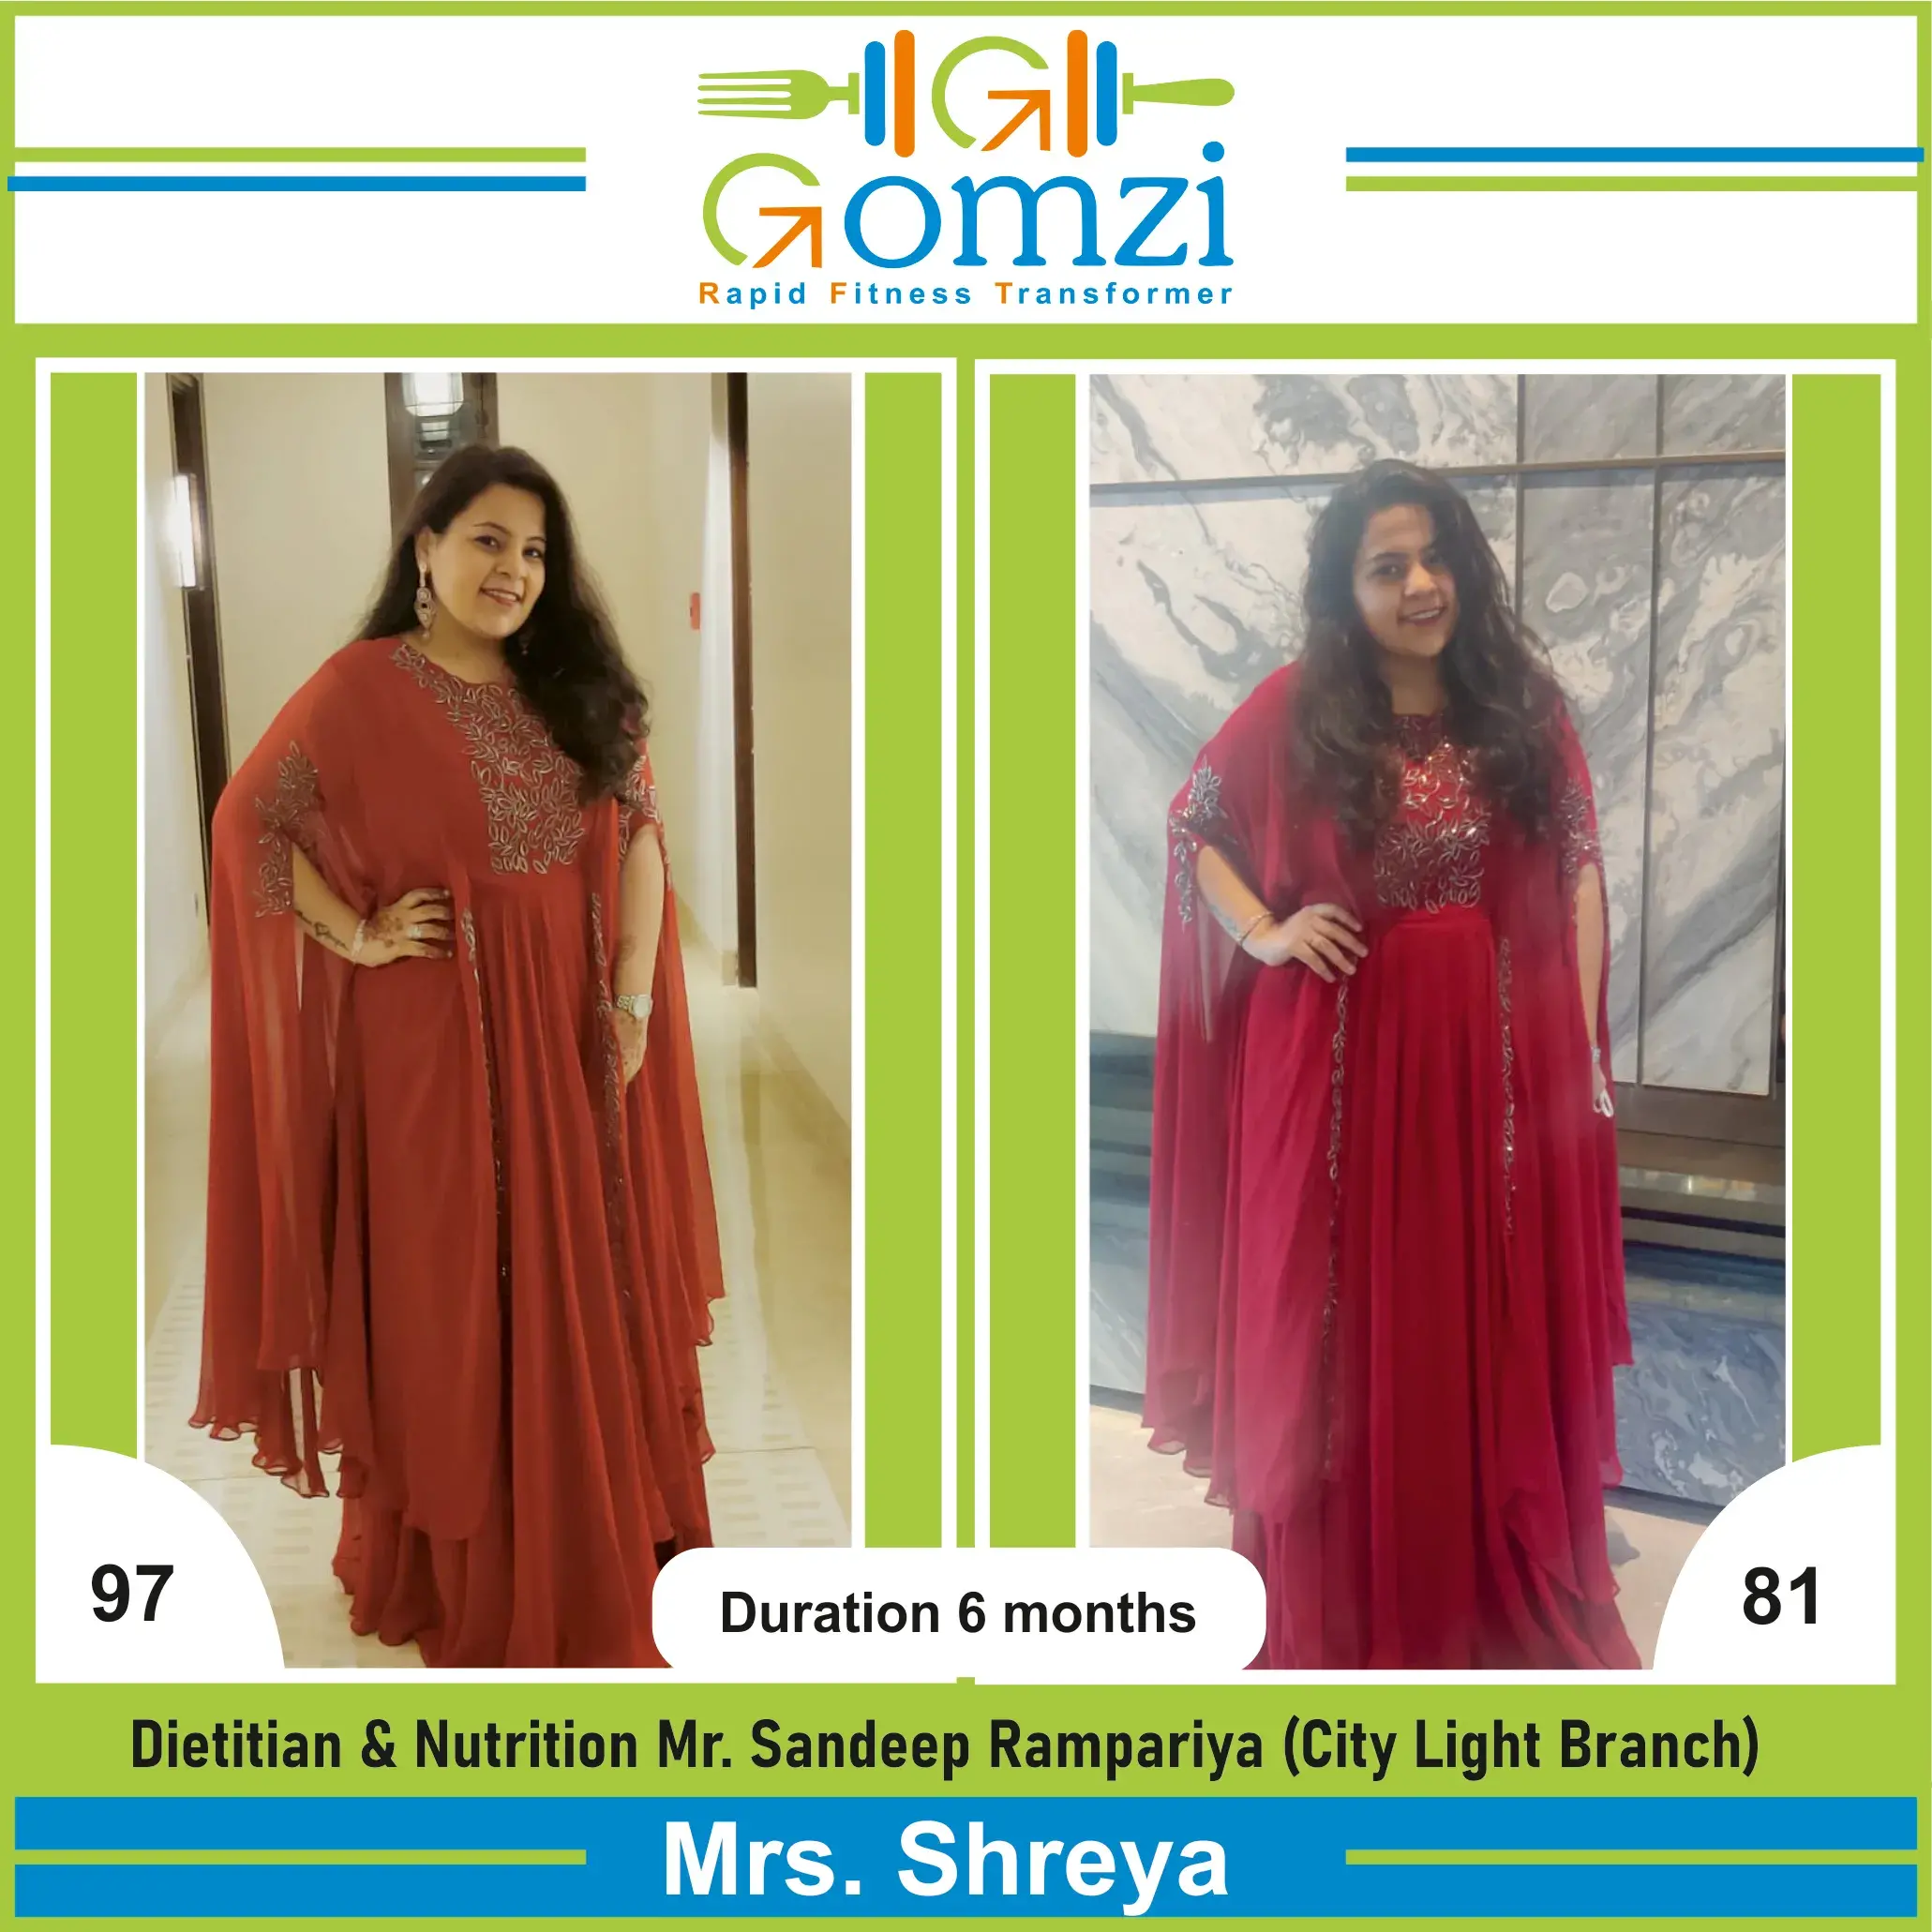 Gomzi
Rapid Fitness Transformer
97
Duration 6 months
81
Dietitian & Nutrition Mr. Sandeep Rampariya (City Light Branch)
Mrs. Shreya